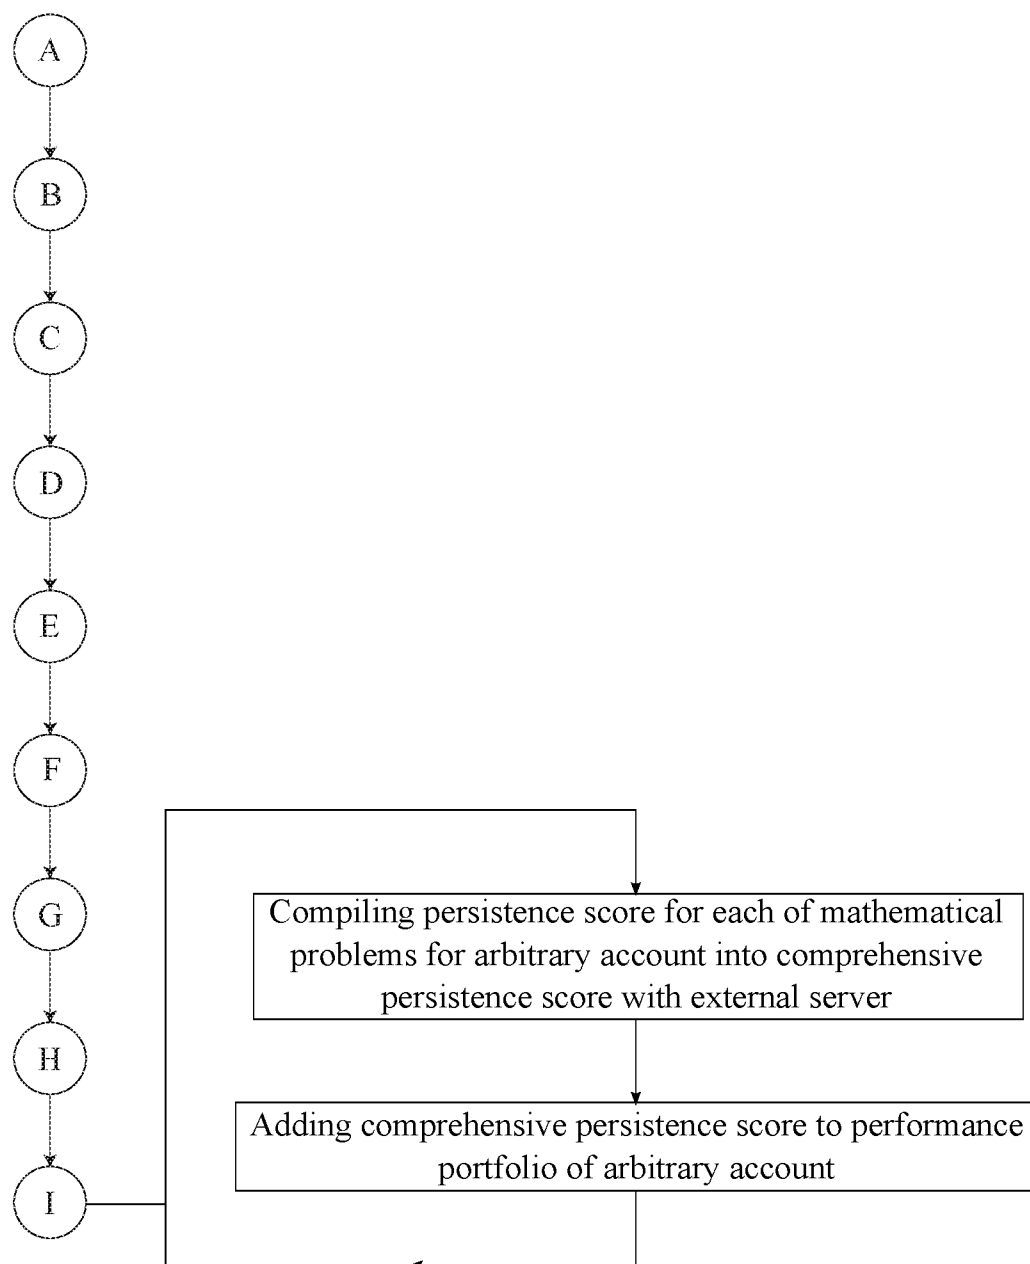 A
B
C
D
E
F
G
Compiling persistence score for each of mathematical
problems for arbitrary account into comprehensive
persistence score with external server
H
Adding comprehensive persistence score to performance
portfolio of arbitrary account
I